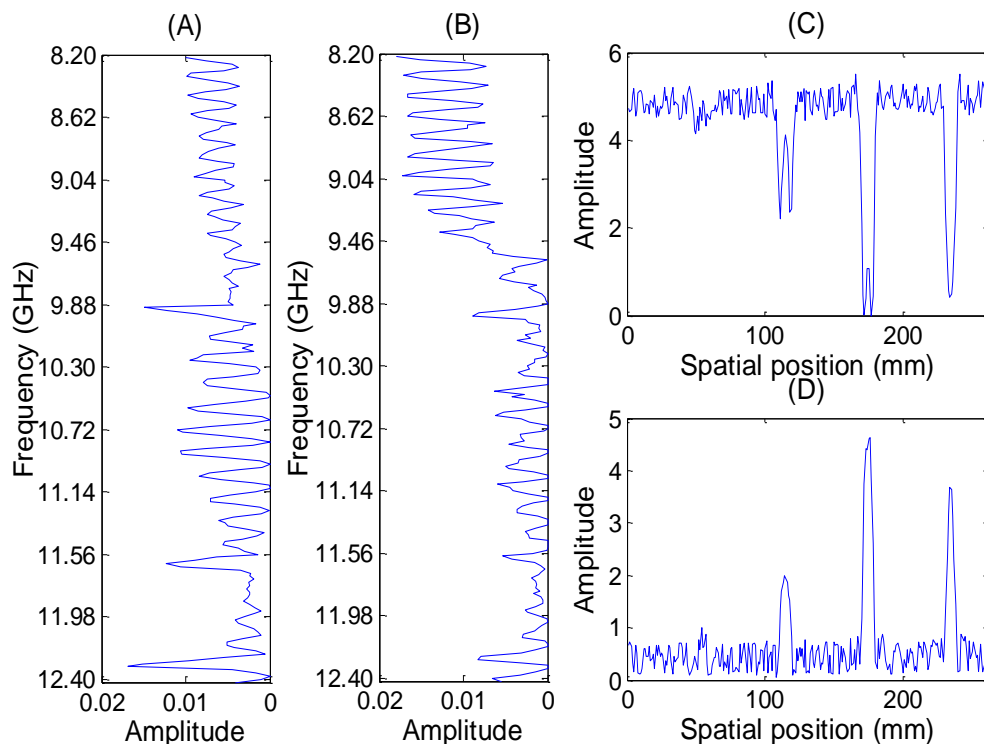 (A)
8.20
8.62
9.04
9.46
9.88
10.30
10.72
11.14
11.56
11.98
12.40
Frequency (GHz)
0.02 0.01 0
Amplitude
(B)
8.20
8.62
9.04
9.46
9.88
10.30
10.72
11.14
11.56
11.98
12.40
Frequency (GHz)
0.02 0.01 0
Amplitude
(C)
6
4
2
0
Amplitude
0 100 200
Spatial position (mm)
(D)
5
4
3
2
1
0
Amplitude
0 100 200
Spatial position (mm)